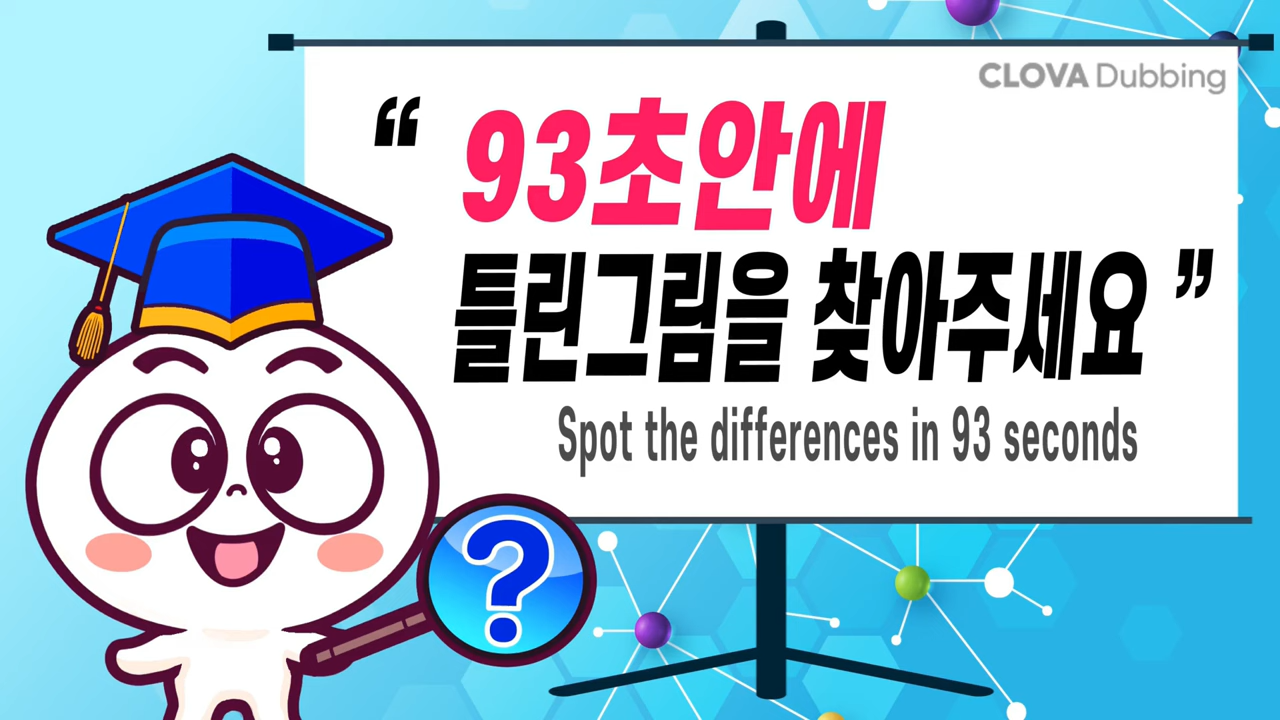 CLOVA Dubbing
“ 93초안에
틀린그림을 찾아주세요 ”
Spot the differences in 93 seconds
?